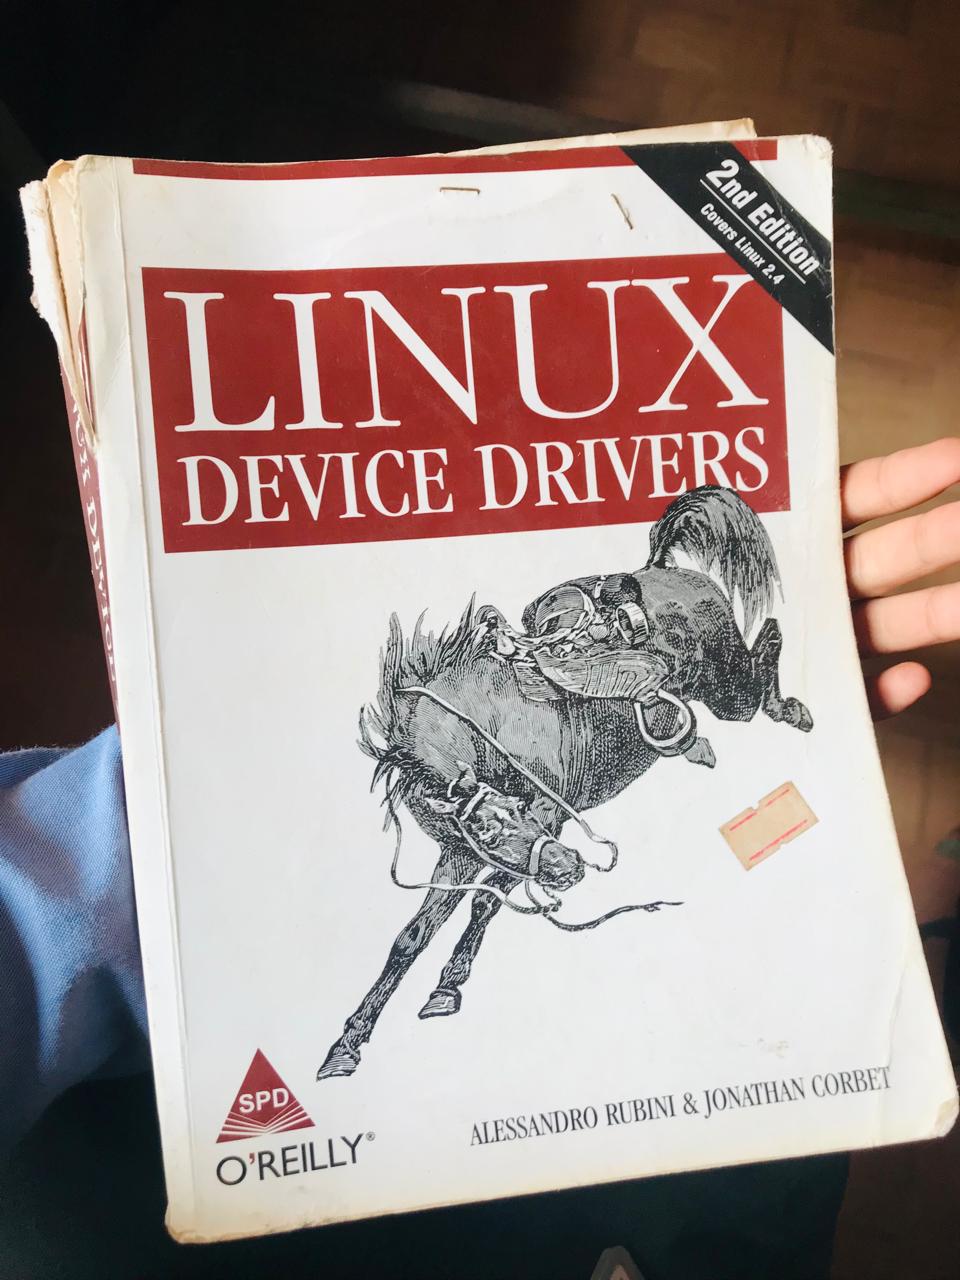 2nd Edition
Covers Linux 2.4
LINUX
DEVICE DRIVERS
SPD
O'REILLY®
ALESSANDRO RUBINI & JONATHAN CORBET